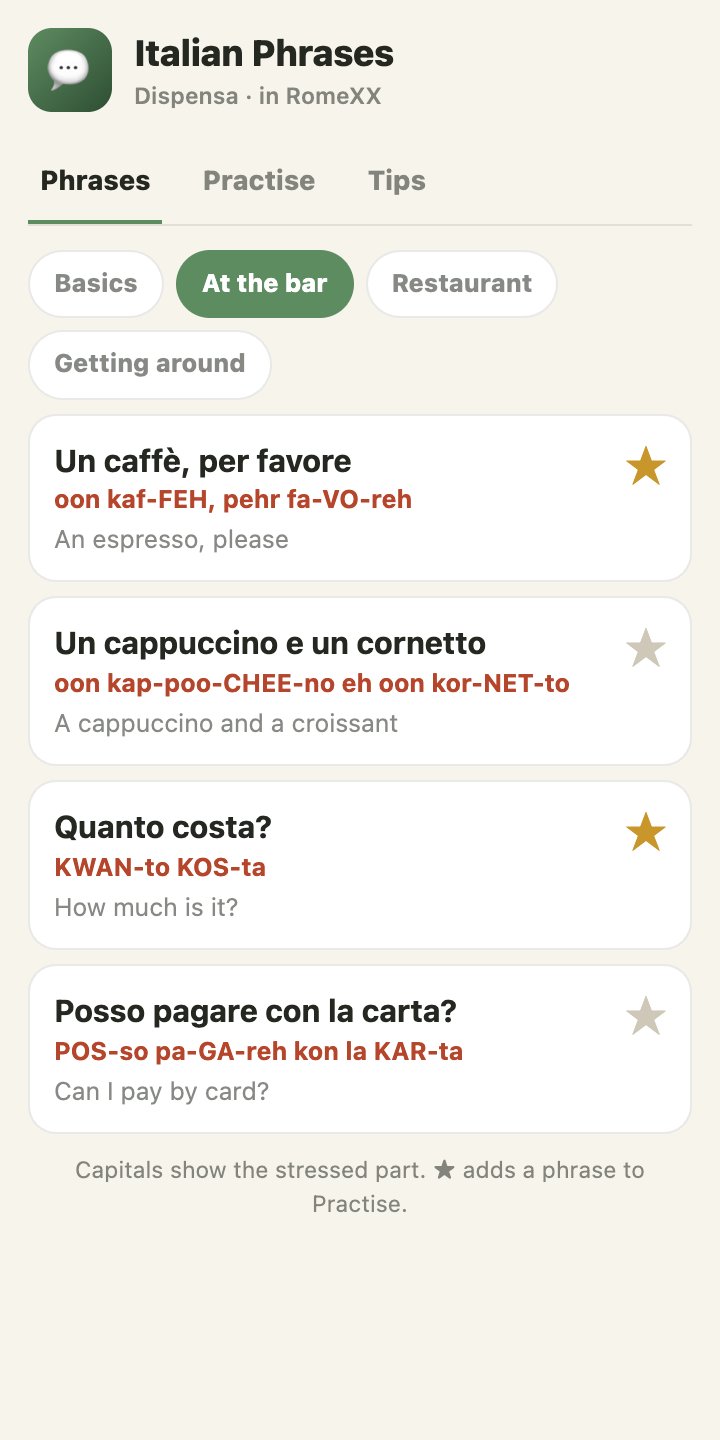 Italian Phrases
Dispensa · in RomeXX
Phrases Practise Tips
Basics At the bar Restaurant
Getting around
Un caffè, per favore
oon kaf-FEH, pehr fa-VO-reh
An espresso, please
Un cappuccino e un cornetto
oon kap-poo-CHEE-no eh oon kor-NET-to
A cappuccino and a croissant
Quanto costa?
KWAN-to KOS-ta
How much is it?
Posso pagare con la carta?
POS-so pa-GA-reh kon la KAR-ta
Can I pay by card?
Capitals show the stressed part. ★ adds a phrase to
Practise.